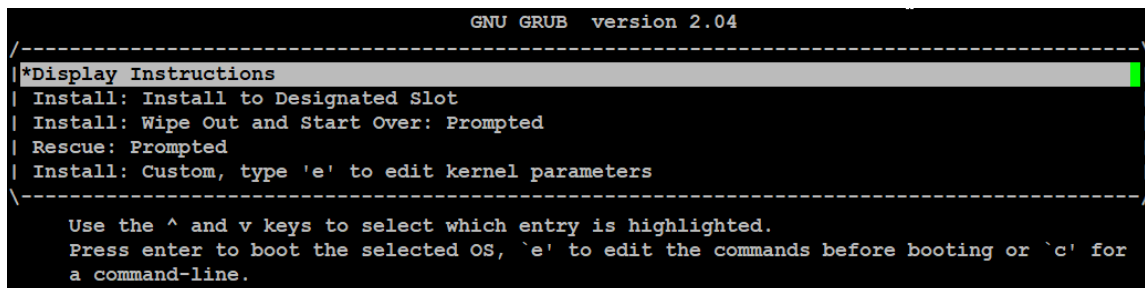 GNU GRUB version 2.04
*Display Instructions
Install: Install to Designated Slot
Install: Wipe Out and Start Over: Prompted
Rescue: Prompted
Install: Custom, type 'e' to edit kernel parameters
Use the ^ and v keys to select which entry is highlighted.
Press enter to boot the selected OS, `e' to edit the commands before booting or `c' for
a command-line.